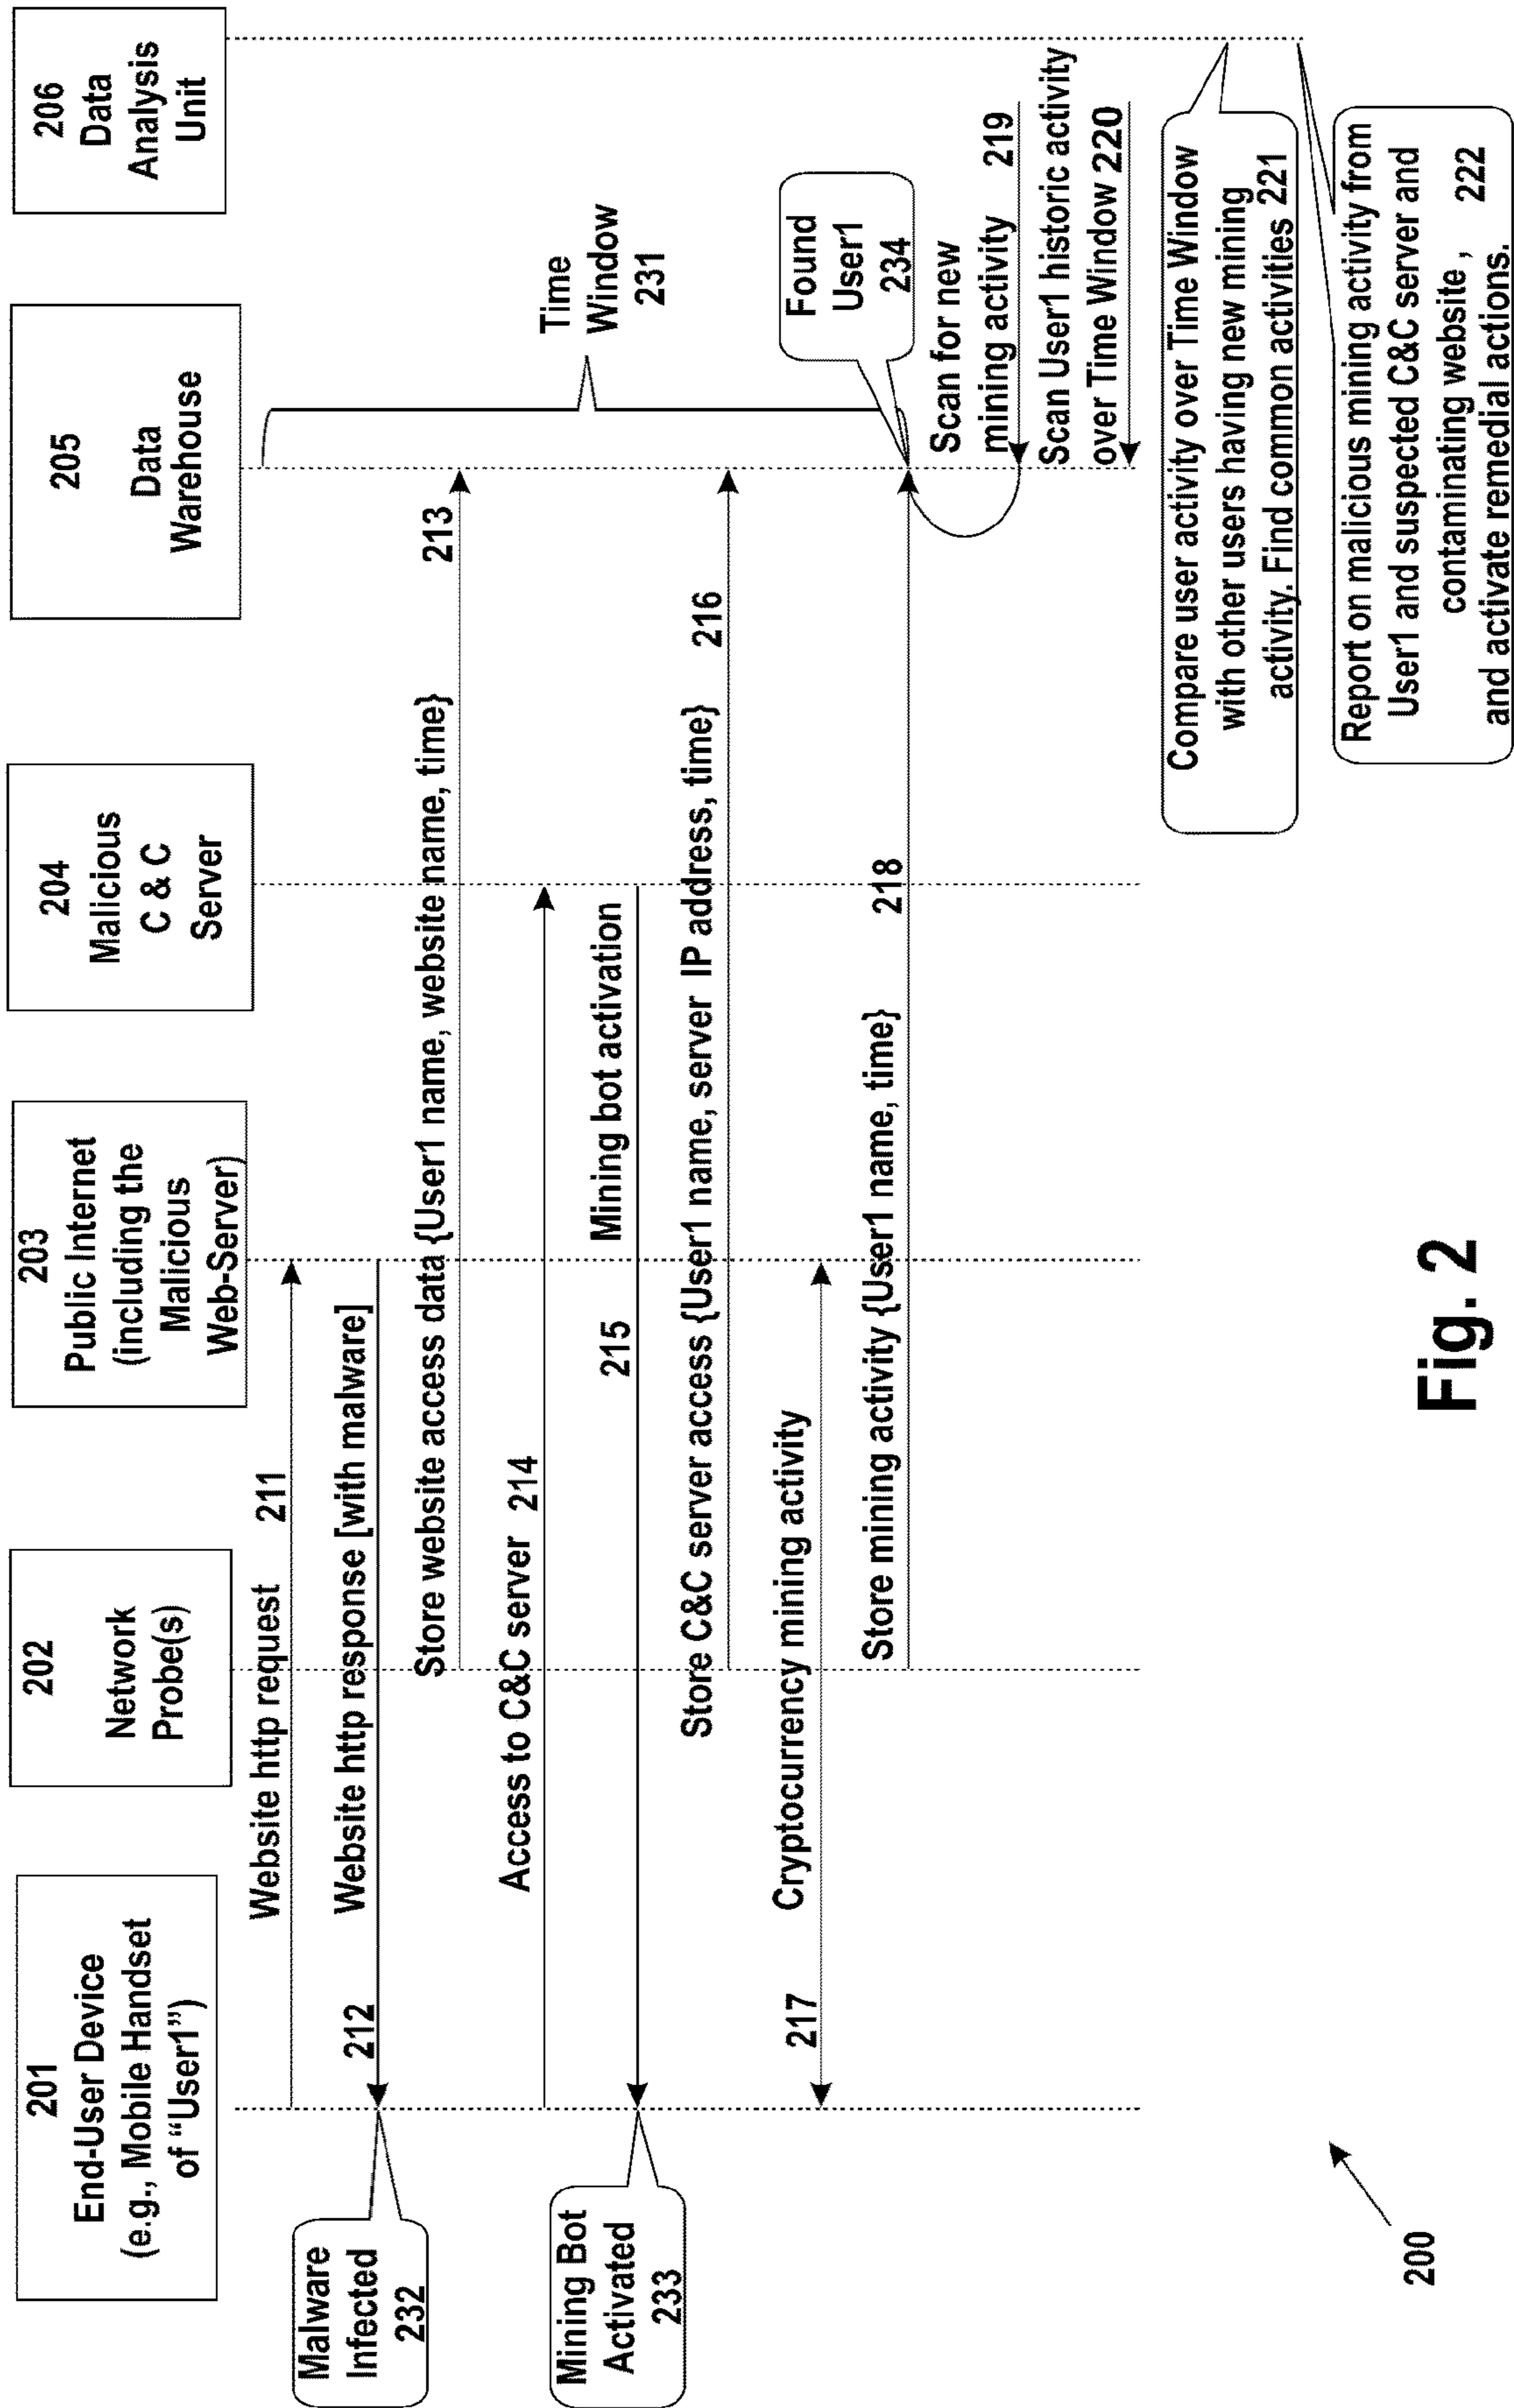 201
End-User Device
(e.g., Mobile Handset
of “User1”)
202
Network
Probe(s)
203
Public Internet
(including the
Malicious
Web-Server)
204
Malicious
C & C
Server
205
Data
Warehouse
206
Data
Analysis
Unit
Website http request 211
212 Website http response [with malware]
Malware
Infected
232
Store website access data {User1 name, website name, time}
213
Access to C&C server 214
215 Mining bot activation
Mining Bot
Activated
233
Store C&C server access {User1 name, server IP address, time}
216
217 Cryptocurrency mining activity
Store mining activity {User1 name, time}
218
Time
Window
231
Found
User1
234
Scan for new
mining activity 219
Scan User1 historic activity
over Time Window 220
Compare user activity over Time Window
with other users having new mining
activity. Find common activities 221
Report on malicious mining activity from
User1 and suspected C&C server and
contaminating website , 222
and activate remedial actions.
200
Fig. 2